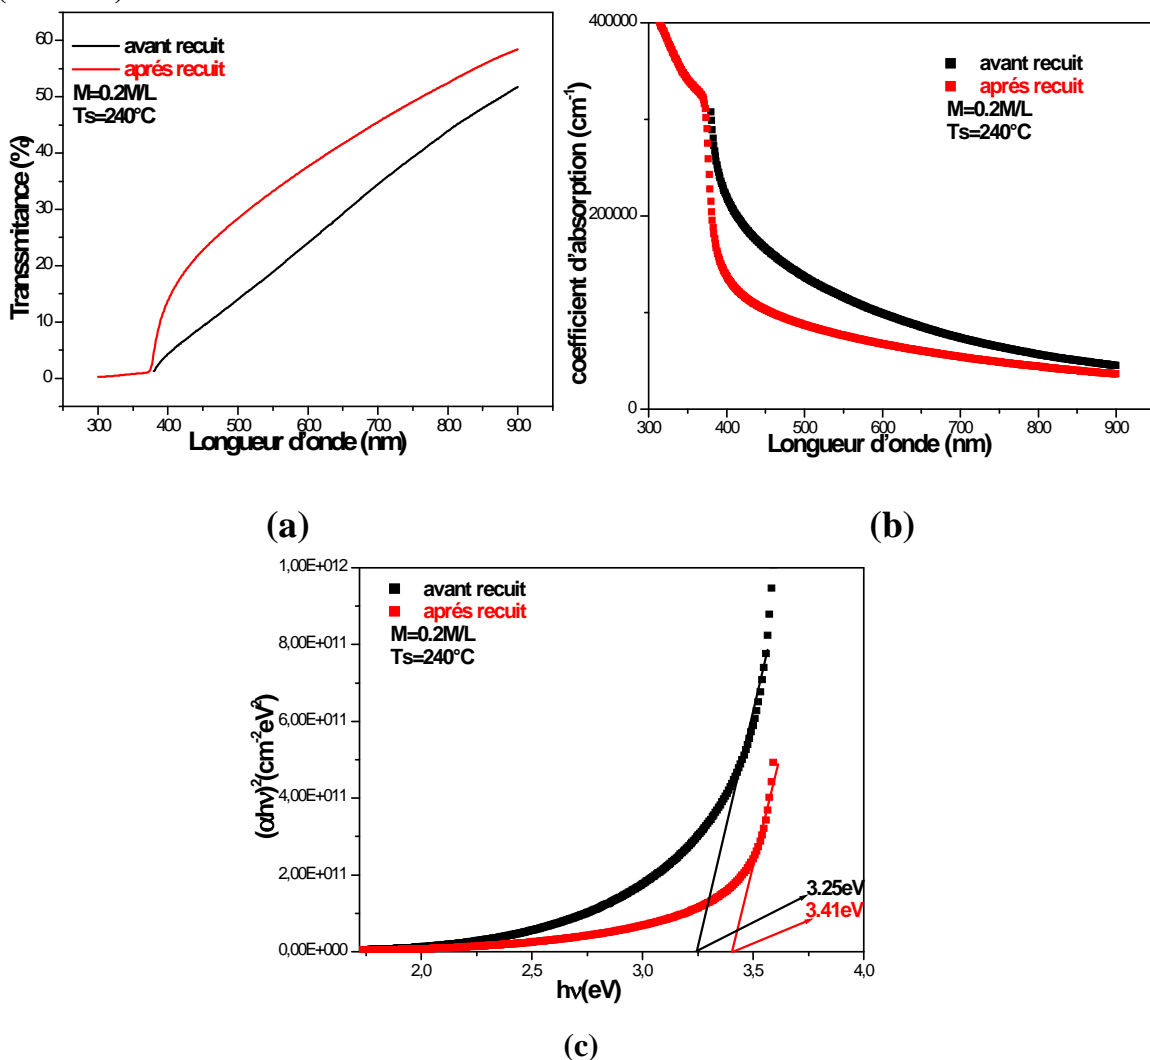 60
50
40
30
20
10
0
Transsmitance (%)
avant recuit
aprés recuit
M=0.2M/L
Ts=240°C
300 400 500 600 700 800 900
Longueur d'onde (nm)
(a)
400000
200000
0
coefficient d'absorption (cm-1)
avant recuit
aprés recuit
M=0.2M/L
Ts=240°C
300 400 500 600 700 800 900
Longueur d'onde (nm)
(b)
1,00E+012
8,00E+011
6,00E+011
4,00E+011
2,00E+011
0,00E+000
(αhν)2(cm-2eV2)
avant recuit
aprés recuit
M=0.2M/L
Ts=240°C
3.25eV
3.41eV
2,0 2,5 3,0 3,5 4,0
hν(eV)
(c)